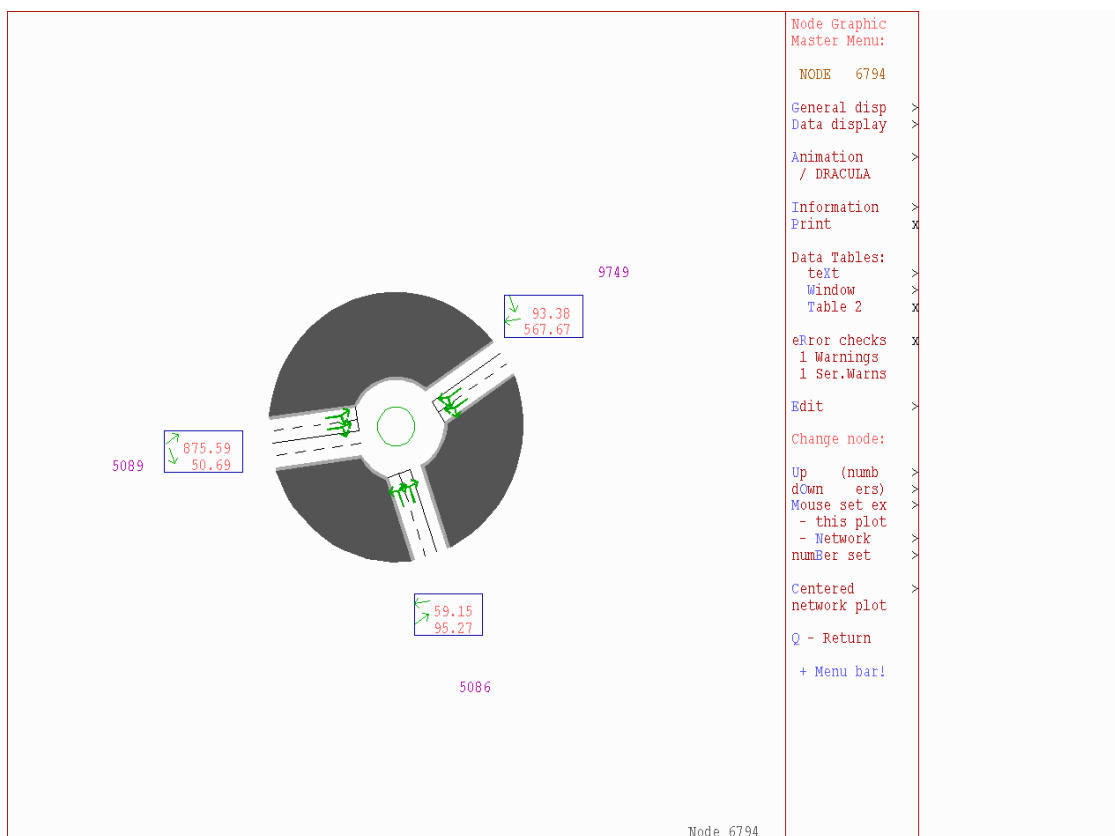 Node Graphic
Master Menu:
NODE 6794
General disp >
Data display >
Animation >
/ DRACULA
Information >
Print x
Data Tables:
teXt >
Window >
Table 2 x
eRror checks x
1 Warnings
1 Ser.Warns
Edit >
Change node:
Up (numb >
dOwn ers) >
Mouse set ex >
- this plot
- Network >
numBer set >
Centered >
network plot
Q - Return
+ Menu bar!
9749
93.38
567.67
875.59
50.69
5089
59.15
95.27
5086
Node 6794